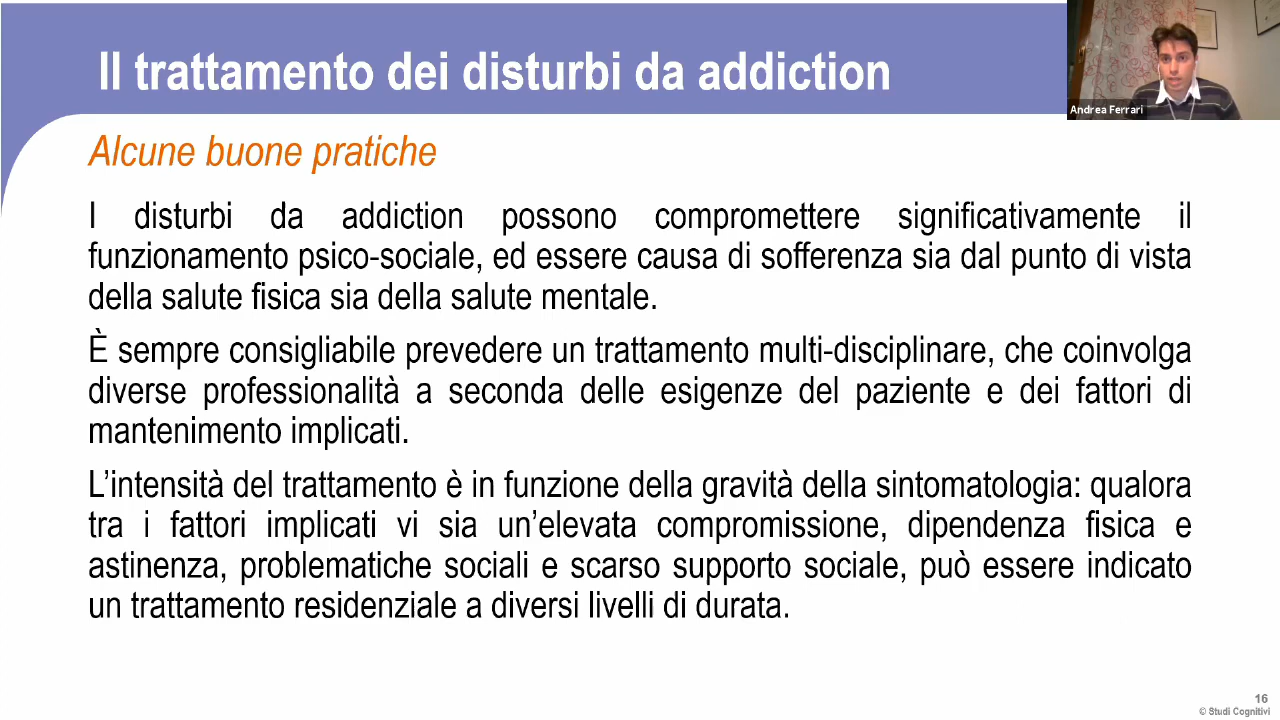 Il trattamento dei disturbi da addiction
Andrea Ferrari
Alcune buone pratiche
I disturbi da addiction possono compromettere significativamente il
funzionamento psico-sociale, ed essere causa di sofferenza sia dal punto di vista
della salute fisica sia della salute mentale.
È sempre consigliabile prevedere un trattamento multi-disciplinare, che coinvolga
diverse professionalità a seconda delle esigenze del paziente e dei fattori di
mantenimento implicati.
L’intensità del trattamento è in funzione della gravità della sintomatologia: qualora
tra i fattori implicati vi sia un’elevata compromissione, dipendenza fisica e
astinenza, problematiche sociali e scarso supporto sociale, può essere indicato
un trattamento residenziale a diversi livelli di durata.
16
© Studi Cognitivi